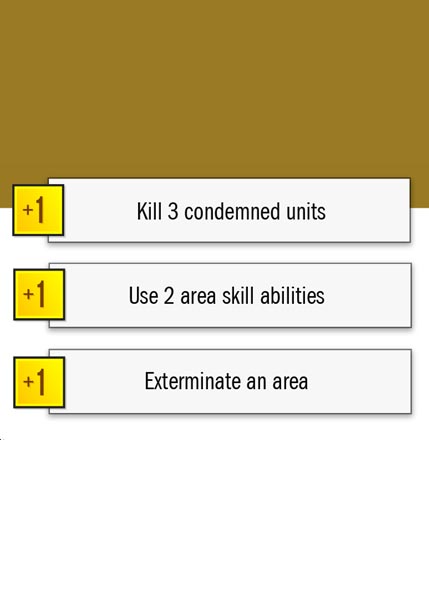 +1 Kill 3 condemned units
+1 Use 2 area skill abilities
+1 Exterminate an area